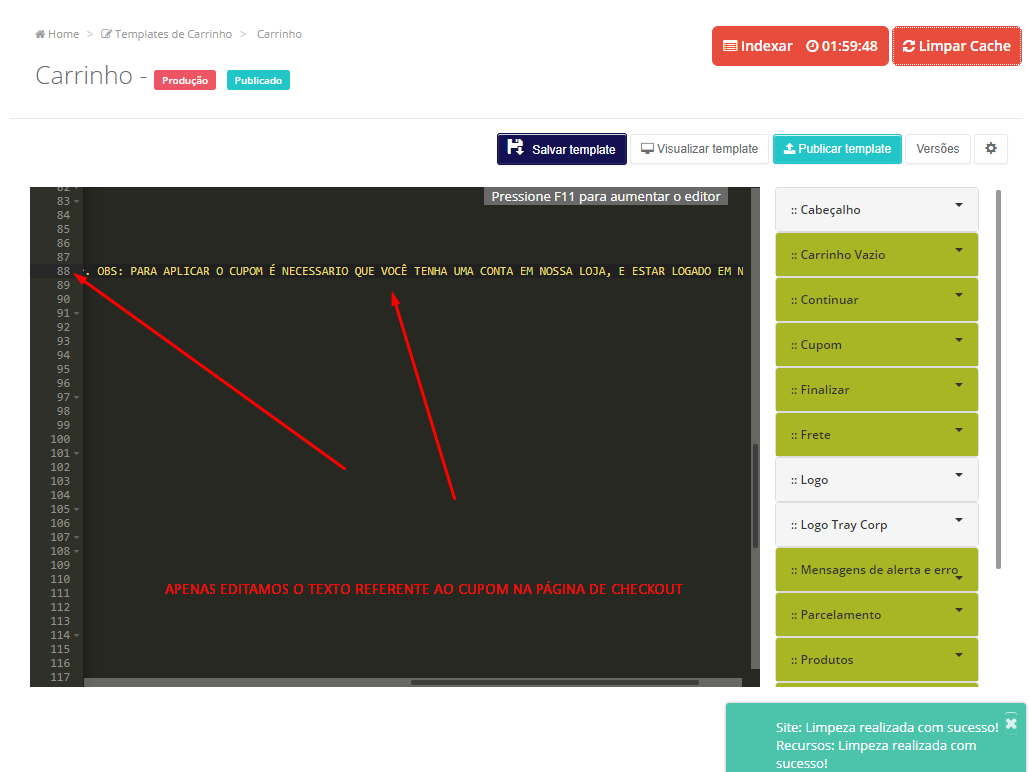 Home > Templates de Carrinho > Carrinho
Indexar 01:59:48
Limpar Cache
Carrinho - Produção Publicado
Salvar template
Visualizar template
Publicar template
Versões
Pressione F11 para aumentar o editor
82
83
84
85
86
87
88 . OBS: PARA APLICAR O CUPOM É NECESSARIO QUE VOCÊ TENHA UMA CONTA EM NOSSA LOJA, E ESTAR LOGADO EM N
89
90
91
92
93
94
95
96
97
98
99
100
101
102
103
104
105
106
107
108
109
110
111
112
113
114
115
116
117
APENAS EDITAMOS O TEXTO REFERENTE AO CUPOM NA PÁGINA DE CHECKOUT
:: Cabeçalho
:: Carrinho Vazio
:: Continuar
:: Cupom
:: Finalizar
:: Frete
:: Logo
:: Logo Tray Corp
:: Mensagens de alerta e erro
:: Parcelamento
:: Produtos
Site: Limpeza realizada com sucesso!
Recursos: Limpeza realizada com
sucesso!